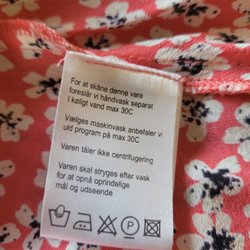 For at skåne denne vare
foreslår vi håndvask separat
I køligt vand max 30C
Vælges maskinvask anbefaler vi
uld program på max 30C
Varen tåler ikke centrifugering
Varen skal stryges efter vask
for at opnå oprindelige
mål og udseende